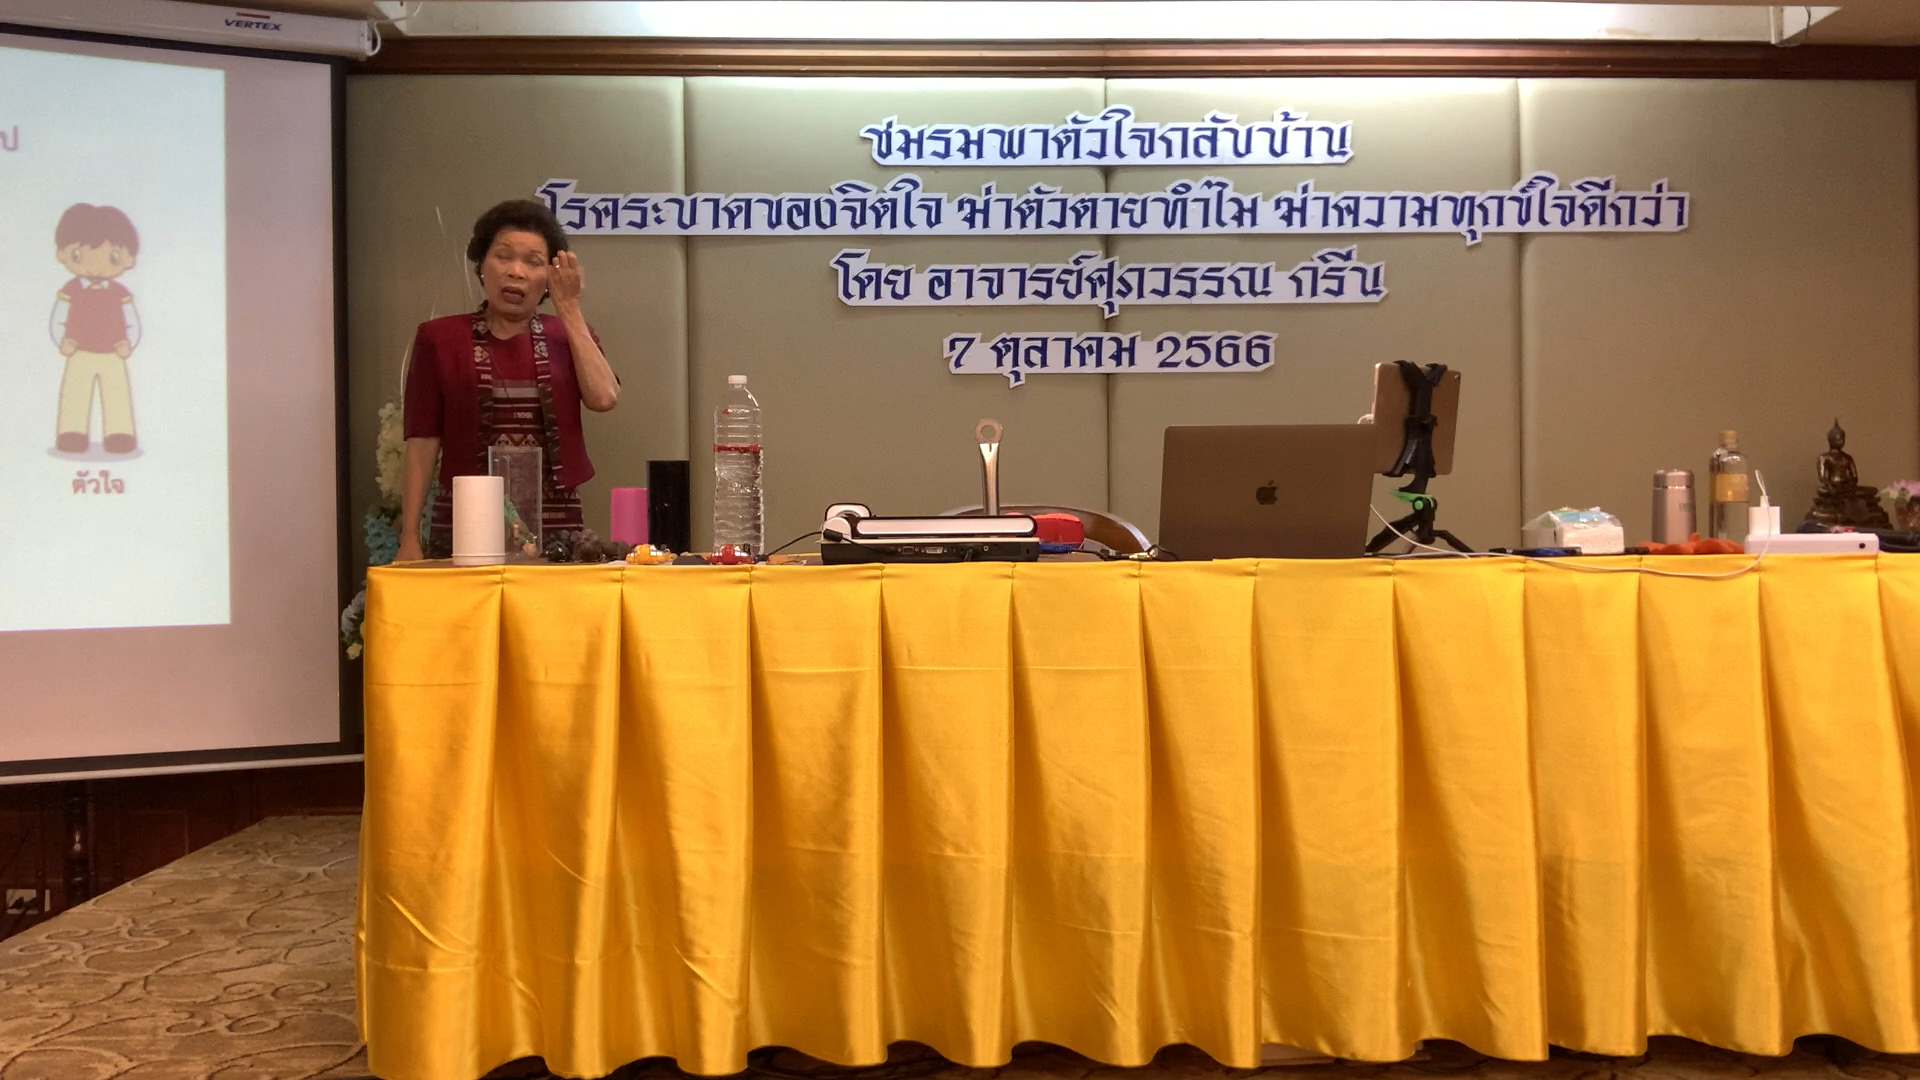 VERTEX
ป
ตัวใจ
ชมรมพาตัวใจกลับบ้าน
โรคระบาดของจิตใจ ฆ่าตัวตายทำไม ฆ่าความทุกข์ใจดีกว่า
โดย อาจารย์ศุภวรรณ กรีน
7 ตุลาคม 2566